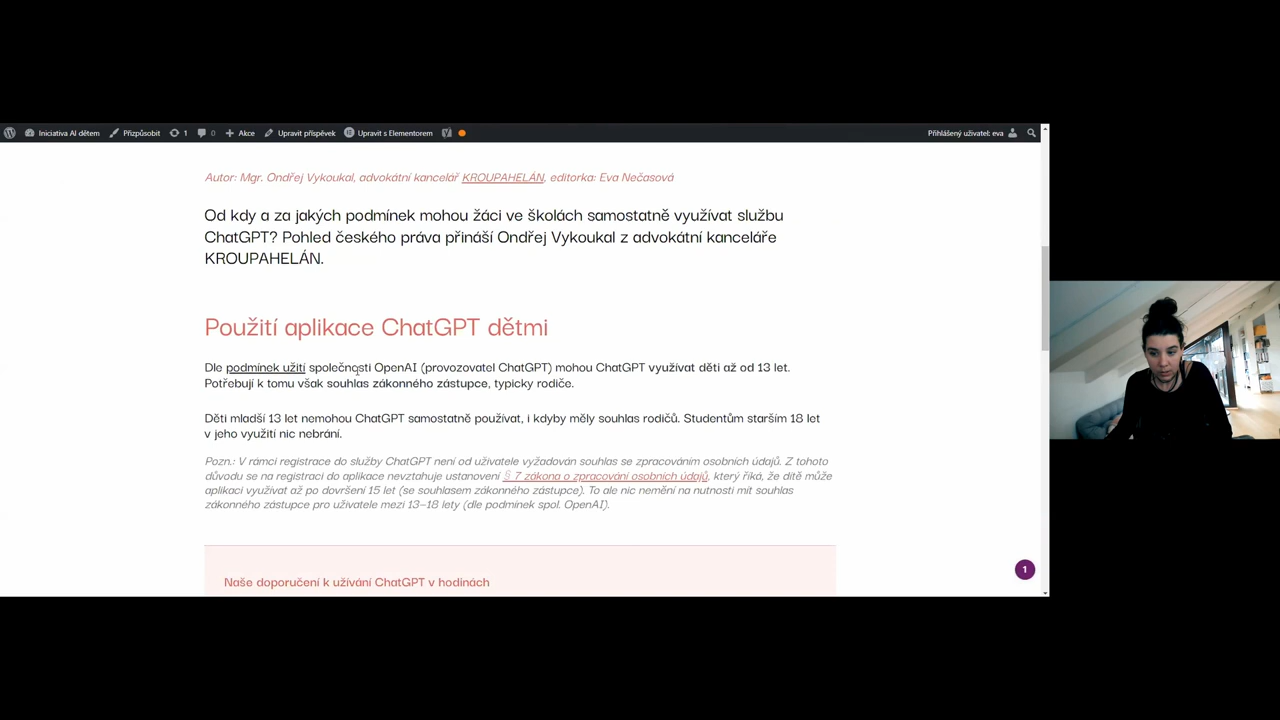 Iniciativa AI dětem Přizpůsobit 1 0 Akce Upravit příspěvek Upravit s Elementorem Přihlášený uživatel: eva
Autor: Mgr. Ondřej Vykoukal, advokátní kancelář KROUPAHELÁN, editorka: Eva Nečasová
Od kdy a za jakých podmínek mohou žáci ve školách samostatně využívat službu
ChatGPT? Pohled českého práva přináší Ondřej Vykoukal z advokátní kanceláře
KROUPAHELÁN.
Použití aplikace ChatGPT dětmi
Dle podmínek užití společnosti OpenAI (provozovatel ChatGPT) mohou ChatGPT využívat děti až od 13 let.
Potřebují k tomu však souhlas zákonného zástupce, typicky rodiče.
Děti mladší 13 let nemohou ChatGPT samostatně používat, i kdyby měly souhlas rodičů. Studentům starším 18 let
v jeho využití nic nebrání.
Pozn.: V rámci registrace do služby ChatGPT není od uživatele vyžadován souhlas se zpracováním osobních údajů. Z tohoto
důvodu se na registraci do aplikace nevztahuje ustanovení § 7 zákona o zpracování osobních údajů, který říká, že dítě může
aplikaci využívat až po dovršení 15 let (se souhlasem zákonného zástupce). To ale nic nemění na nutnosti mít souhlas
zákonného zástupce pro uživatele mezi 13–18 lety (dle podmínek spol. OpenAI).
Naše doporučení k užívání ChatGPT v hodinách
1